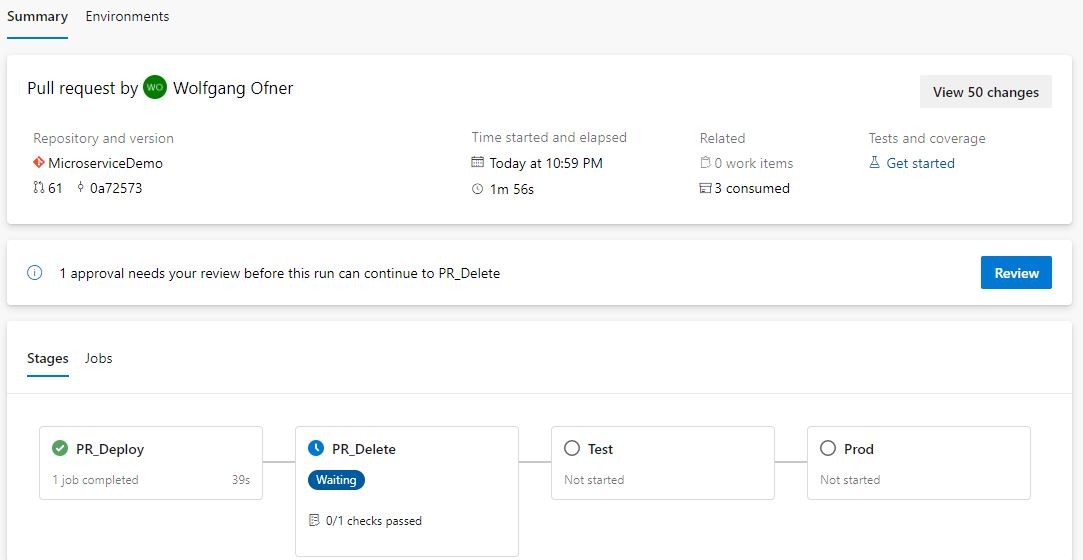 Summary Environments
Pull request by WO Wolfgang Ofner
View 50 changes
Repository and version Time started and elapsed Related Tests and coverage
MicroserviceDemo Today at 10:59 PM 0 work items Get started
61 0a72573 1m 56s 3 consumed
1 approval needs your review before this run can continue to PR_Delete Review
Stages Jobs
PR_Deploy PR_Delete Test Prod
1 job completed 39s Waiting Not started Not started
0/1 checks passed